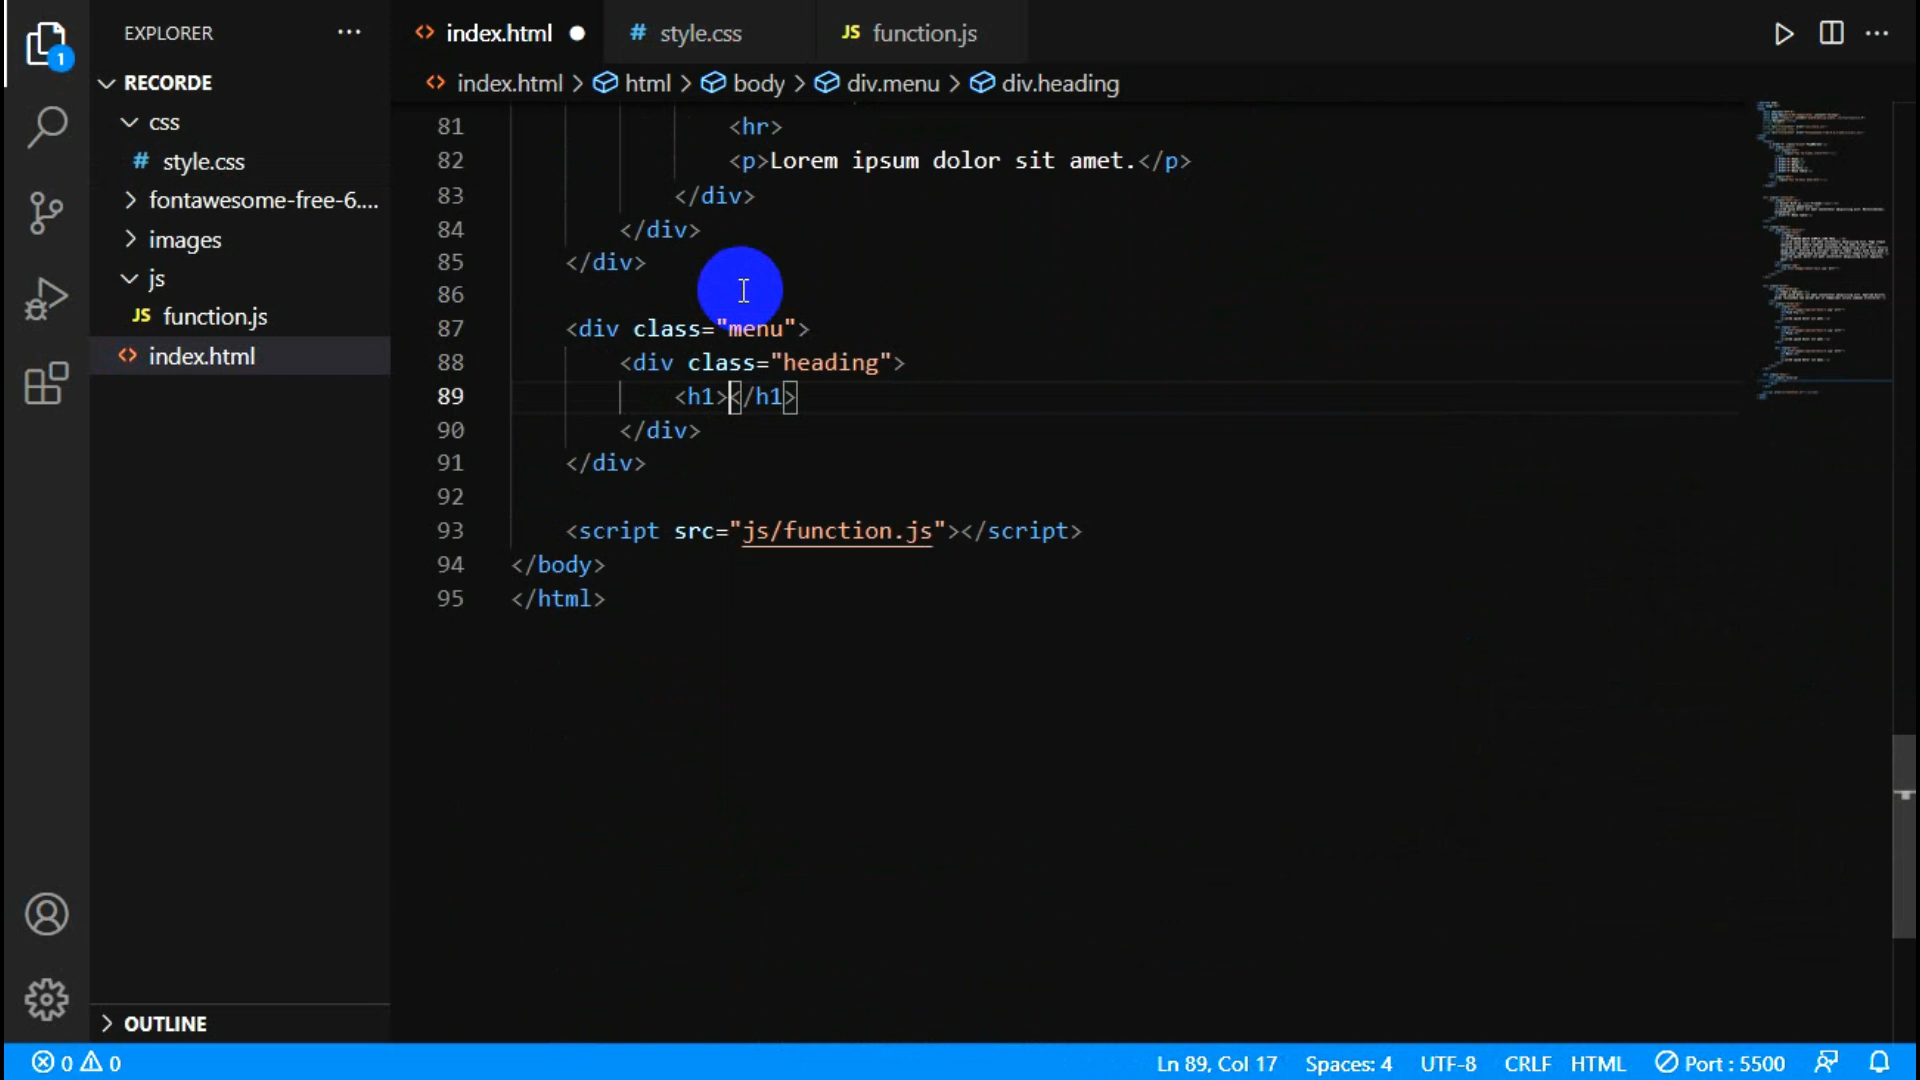 EXPLORER
RECORDE
css
# style.css
fontawesome-free-6....
images
js
JS function.js
index.html
OUTLINE
index.html
# style.css
JS function.js
index.html > html > body > div.menu > div.heading
81 <hr>
82 <p>Lorem ipsum dolor sit amet.</p>
83 </div>
84 </div>
85 </div>
86
87 <div class="menu">
88 <div class="heading">
89 <h1></h1>
90 </div>
91 </div>
92
93 <script src="js/function.js"></script>
94 </body>
95 </html>
1
0 0
Ln 89, Col 17 Spaces: 4 UTF-8 CRLF HTML Port : 5500